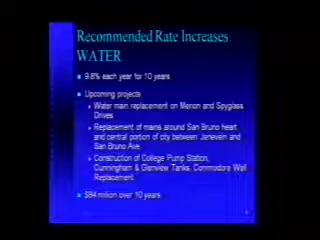 Recommended Rate Increases
WATER
9.8% each year for 10 years
Upcoming projects
Water main replacement on Merion and Spyglass
Drives
Replacement of mains around San Bruno heart
and central portion of city between Jenevein and
San Bruno Ave.
Construction of College Pump Station,
Cunningham & Glenview Tanks, Commodore Well
Replacement
$84 million over 10 years